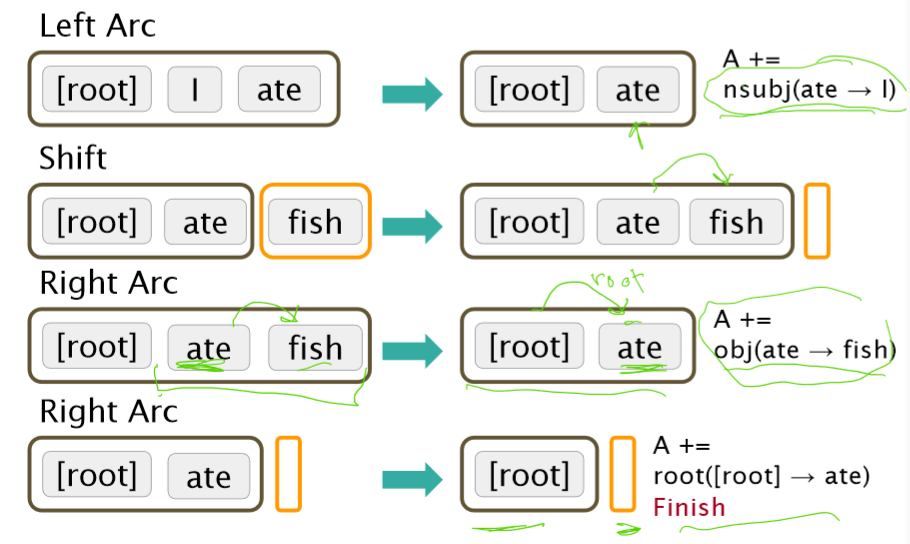 Left Arc
[root] I ate [root] ate A +=
nsubj(ate → I)
Shift
[root] ate fish [root] ate fish
Right Arc
root
[root] ate fish [root] ate A +=
obj(ate → fish)
Right Arc
[root] ate [root] A +=
root([root] → ate)
Finish